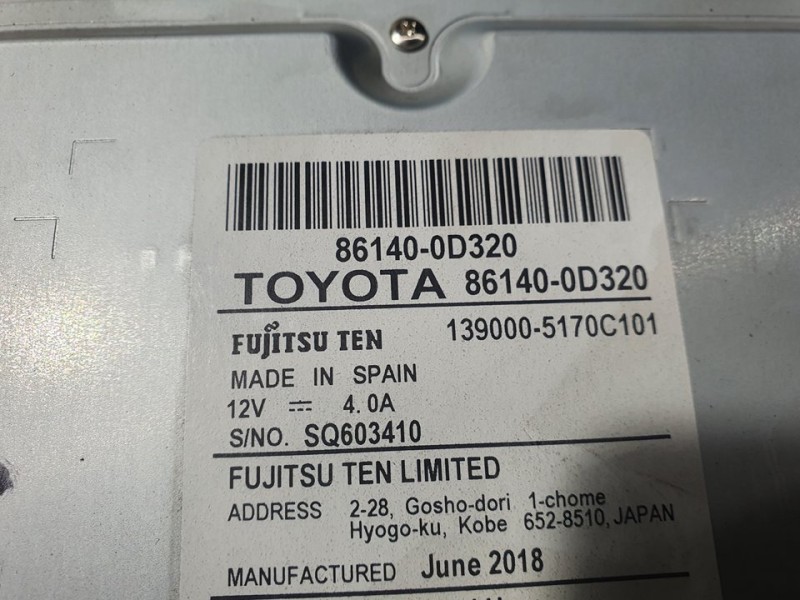 86140-0D320
TOYOTA 86140-0D320
FUJITSU TEN 139000-5170C101
MADE IN SPAIN
12V ⎓ 4.0A
S/NO. SQ603410
FUJITSU TEN LIMITED
ADDRESS 2-28, Gosho-dori 1-chome
Hyogo-ku, Kobe 652-8510, JAPAN
MANUFACTURED June 2018